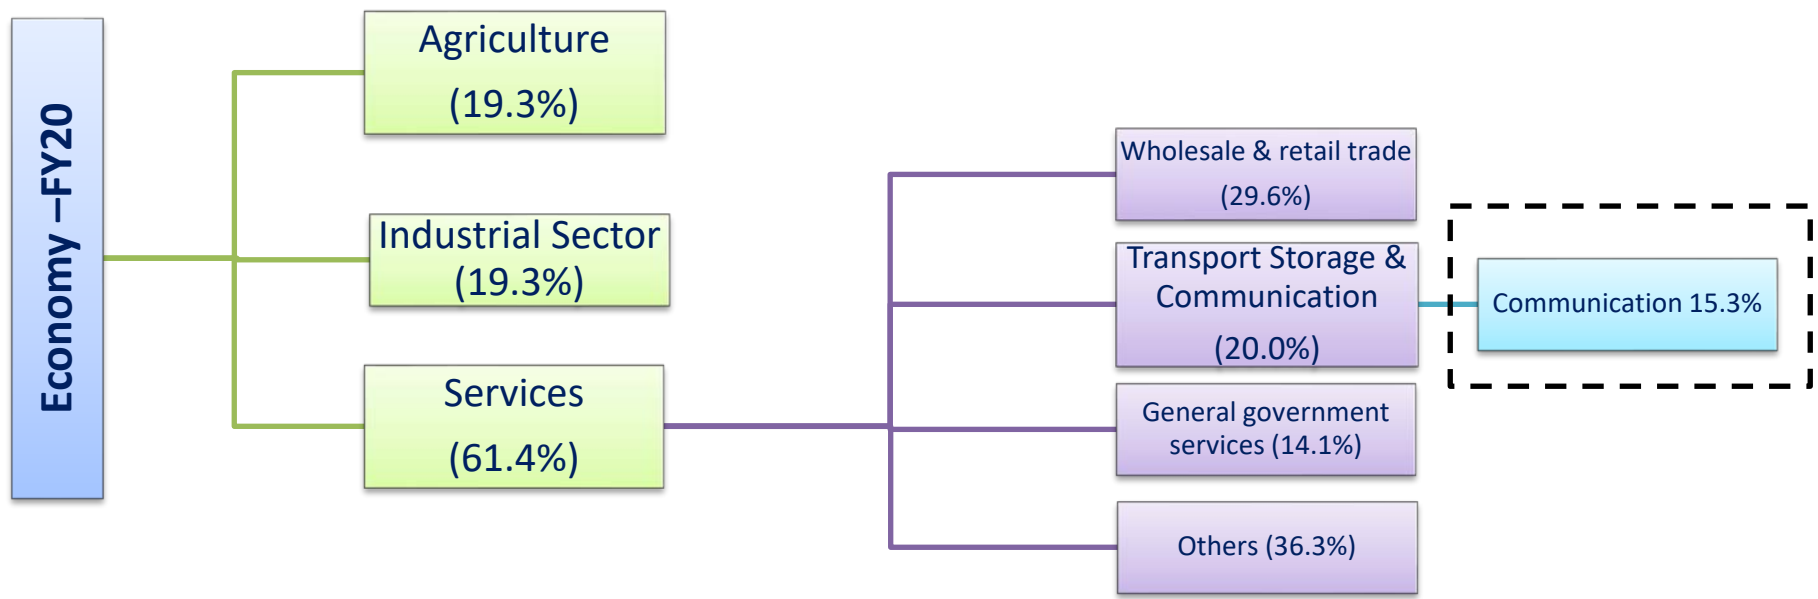 Economy –FY20
Agriculture
(19.3%)
Industrial Sector
(19.3%)
Services
(61.4%)
Wholesale & retail trade
(29.6%)
Transport Storage &
Communication
(20.0%)
General government
services (14.1%)
Others (36.3%)
Communication 15.3%